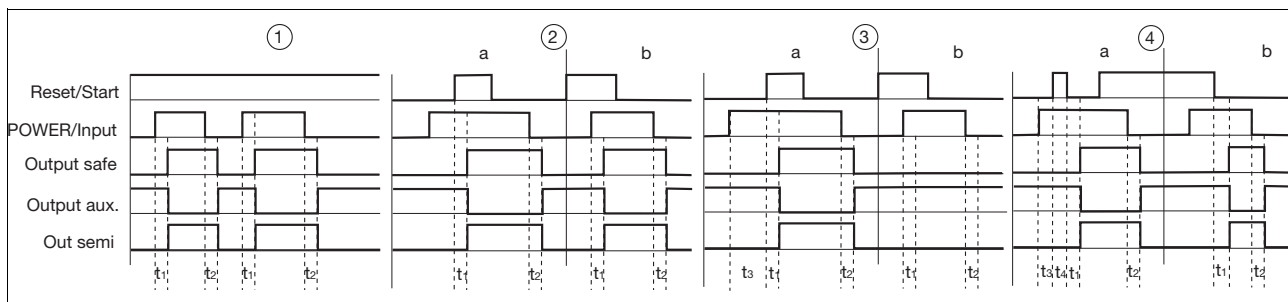 ① ② ③ ④
a b a b a b
Reset/Start
POWER/Input
Output safe
Output aux.
Out semi
t1 t2 t1 t2 t1 t2 t1 t2 t3 t1 t2 t1 t2 t3 t4 t1 t2 t1 t2